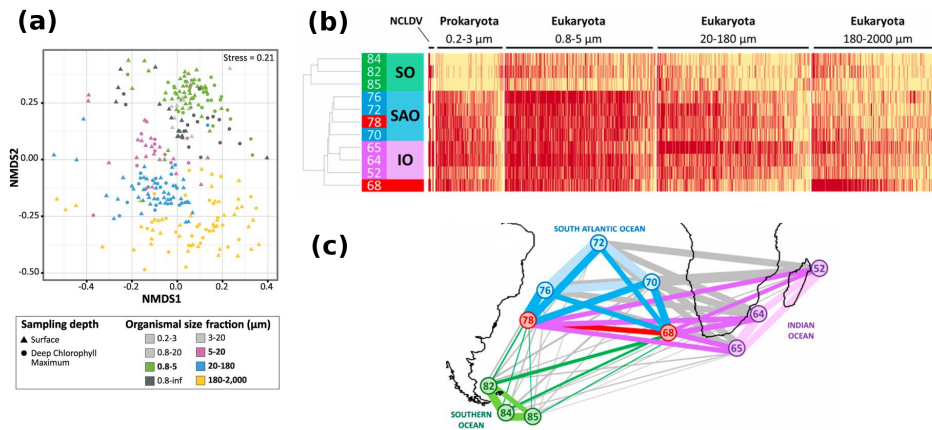 (a)
Stress = 0.21
0.25
0.00
-0.25
-0.50
NMDS2
-0.4 -0.2 0.0 0.2 0.4
NMDS1
Sampling depth
Surface
Deep Chlorophyll
Maximum
Organismal size fraction (µm)
0.2-3
0.8-20
0.8-5
0.8-inf
3-20
5-20
20-180
180-2,000
(b)
NCLDV
Prokaryota
0.2-3 µm
Eukaryota
0.8-5 µm
Eukaryota
20-180 µm
Eukaryota
180-2000 µm
84
82
85
SO
76
72
78
70
SAO
65
64
52
IO
68
(c)
SOUTH ATLANTIC OCEAN
72
52
76
70
64
78
68
65
INDIAN
OCEAN
82
84
85
SOUTHERN
OCEAN